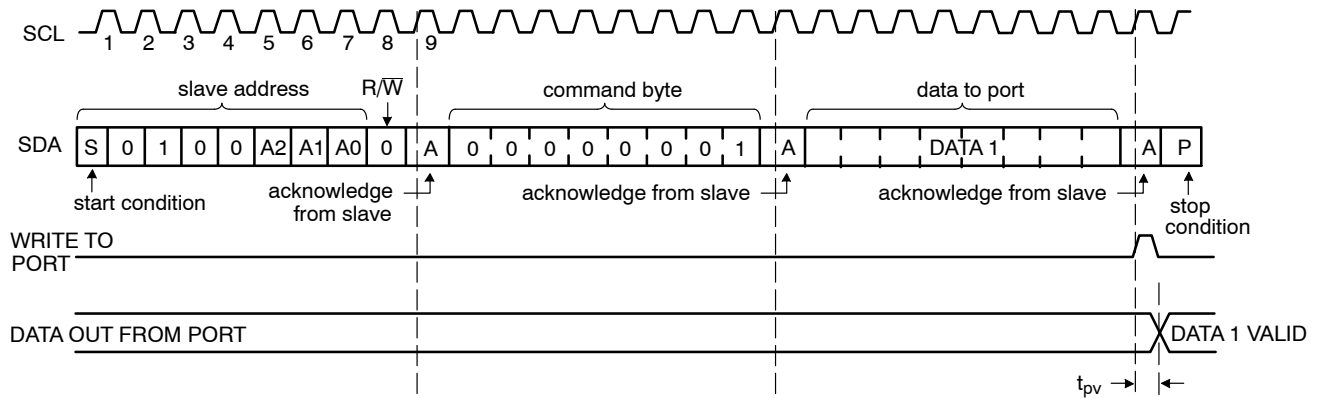 SCL
1 2 3 4 5 6 7 8 9
slave address R/W̅ command byte data to port
SDA S 0 1 0 0 A2 A1 A0 0 A 0 0 0 0 0 0 0 1 A DATA 1 A P
start condition
acknowledge
from slave
acknowledge from slave
acknowledge from slave
stop
condition
WRITE TO
PORT
DATA OUT FROM PORT
DATA 1 VALID
tpv